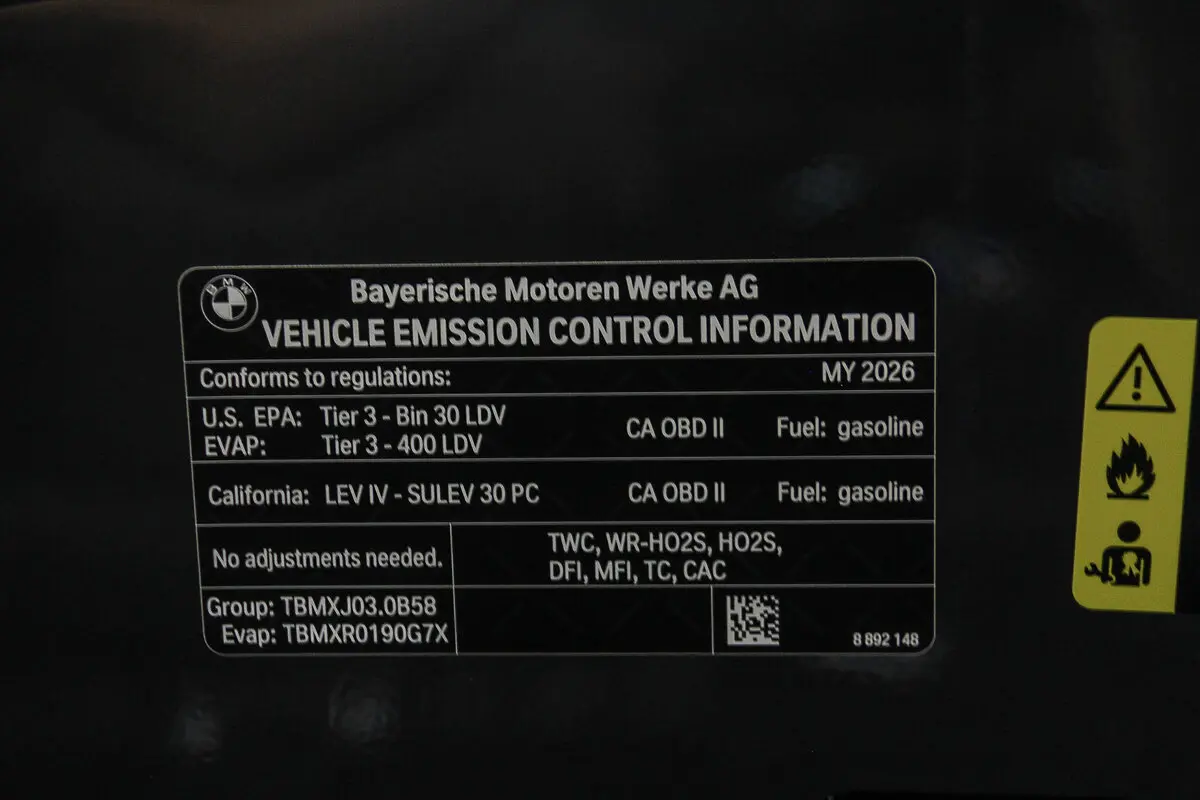 BMW
Bayerische Motoren Werke AG
VEHICLE EMISSION CONTROL INFORMATION
Conforms to regulations: MY 2026
U.S. EPA: Tier 3 - Bin 30 LDV CA OBD II Fuel: gasoline
EVAP: Tier 3 - 400 LDV
California: LEV IV - SULEV 30 PC CA OBD II Fuel: gasoline
No adjustments needed.
TWC, WR-HO2S, HO2S,
DFI, MFI, TC, CAC
Group: TBMXJ03.0B58
Evap: TBMXR0190G7X
8 892 148